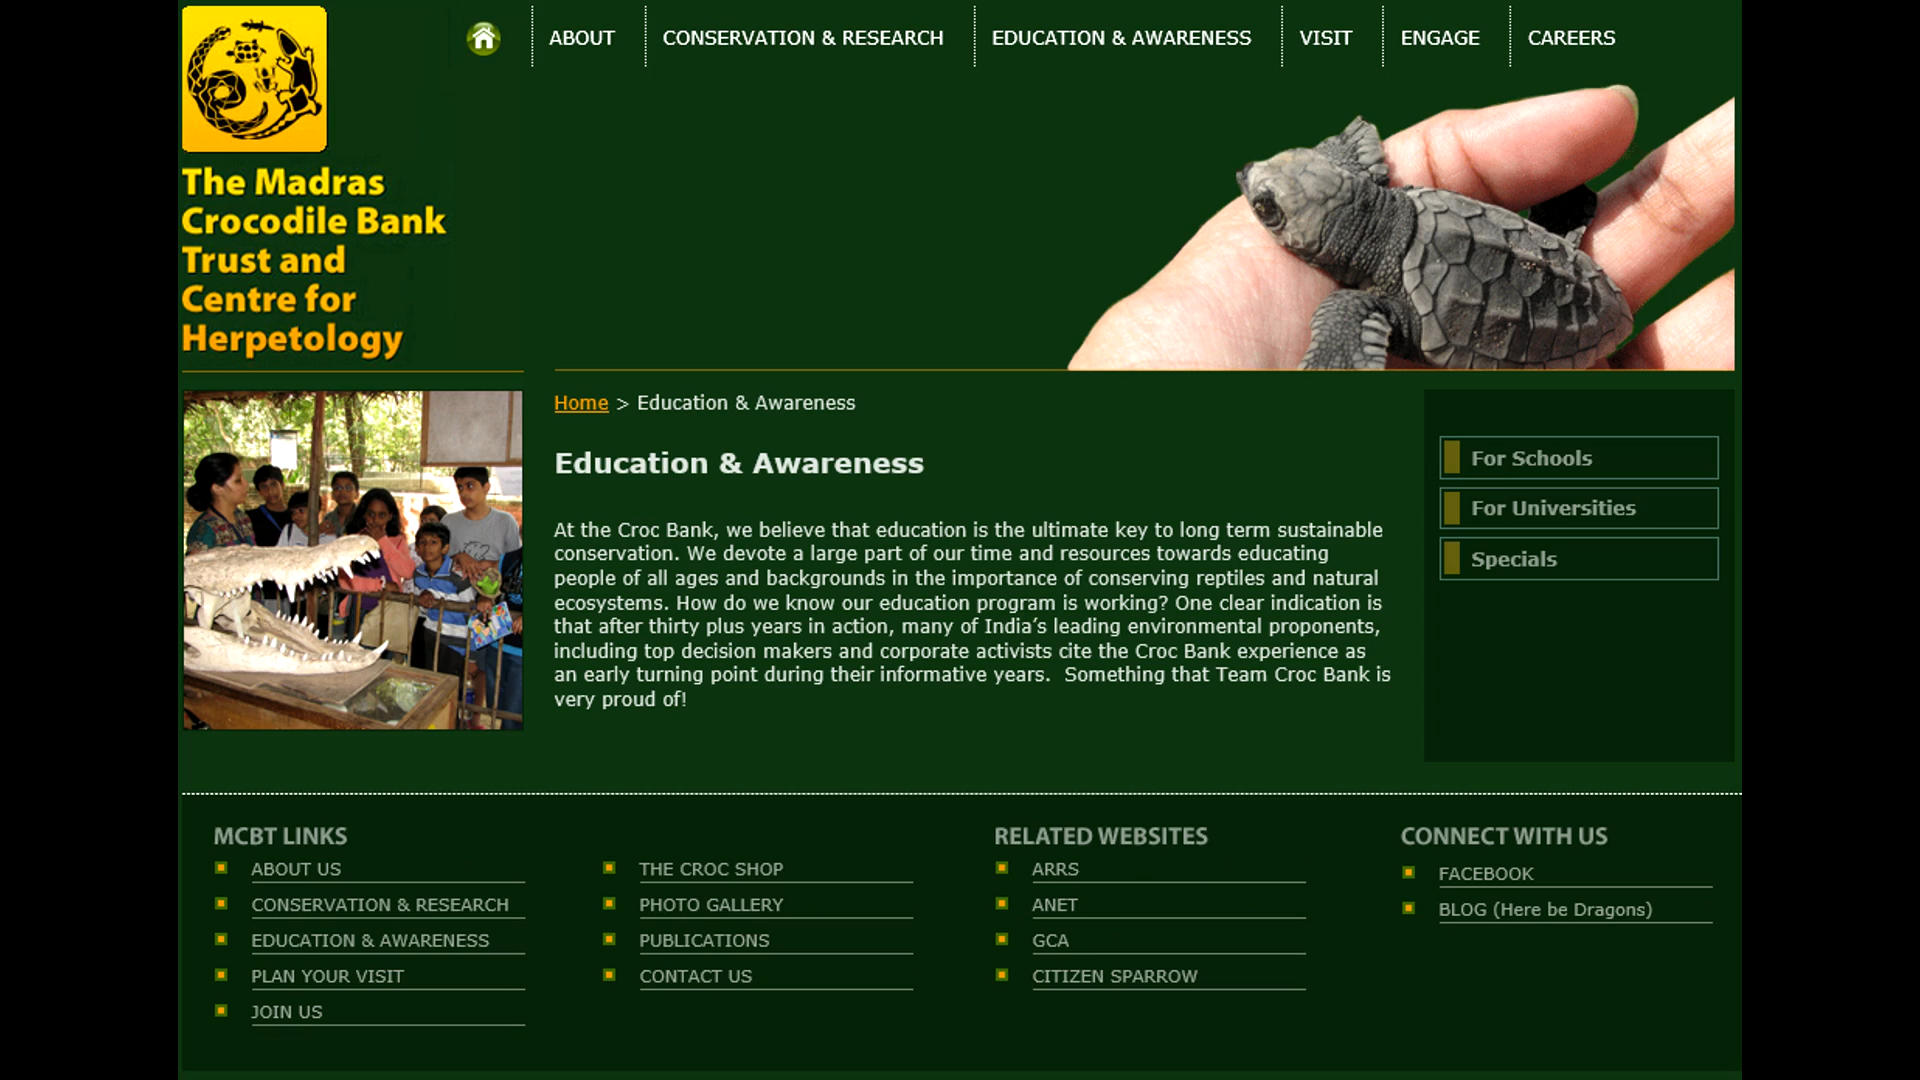 ABOUT
CONSERVATION & RESEARCH
EDUCATION & AWARENESS
VISIT
ENGAGE
CAREERS
The Madras
Crocodile Bank
Trust and
Centre for
Herpetology
Home > Education & Awareness
Education & Awareness
At the Croc Bank, we believe that education is the ultimate key to long term sustainable
conservation. We devote a large part of our time and resources towards educating
people of all ages and backgrounds in the importance of conserving reptiles and natural
ecosystems. How do we know our education program is working? One clear indication is
that after thirty plus years in action, many of India’s leading environmental proponents,
including top decision makers and corporate activists cite the Croc Bank experience as
an early turning point during their informative years.  Something that Team Croc Bank is
very proud of!
For Schools
For Universities
Specials
MCBT LINKS
ABOUT US
CONSERVATION & RESEARCH
EDUCATION & AWARENESS
PLAN YOUR VISIT
JOIN US
THE CROC SHOP
PHOTO GALLERY
PUBLICATIONS
CONTACT US
RELATED WEBSITES
ARRS
ANET
GCA
CITIZEN SPARROW
CONNECT WITH US
FACEBOOK
BLOG (Here be Dragons)